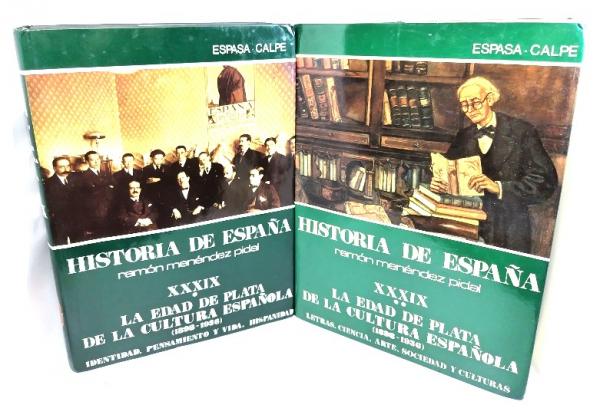 ESPASA-CALPE
HISTORIA DE ESPAÑA
ramón menéndez pidal
XXXIX
*
LA EDAD DE PLATA
DE LA CULTURA ESPAÑOLA
(1898-1936)
IDENTIDAD. PENSAMIENTO Y VIDA. HISPANIDAD
ESPASA-CALPE
HISTORIA DE ESPAÑA
ramón menéndez pidal
XXXIX
**
LA EDAD DE PLATA
DE LA CULTURA ESPAÑOLA
(1898-1936)
LETRAS. CIENCIA. ARTE. SOCIEDAD Y CULTURAS